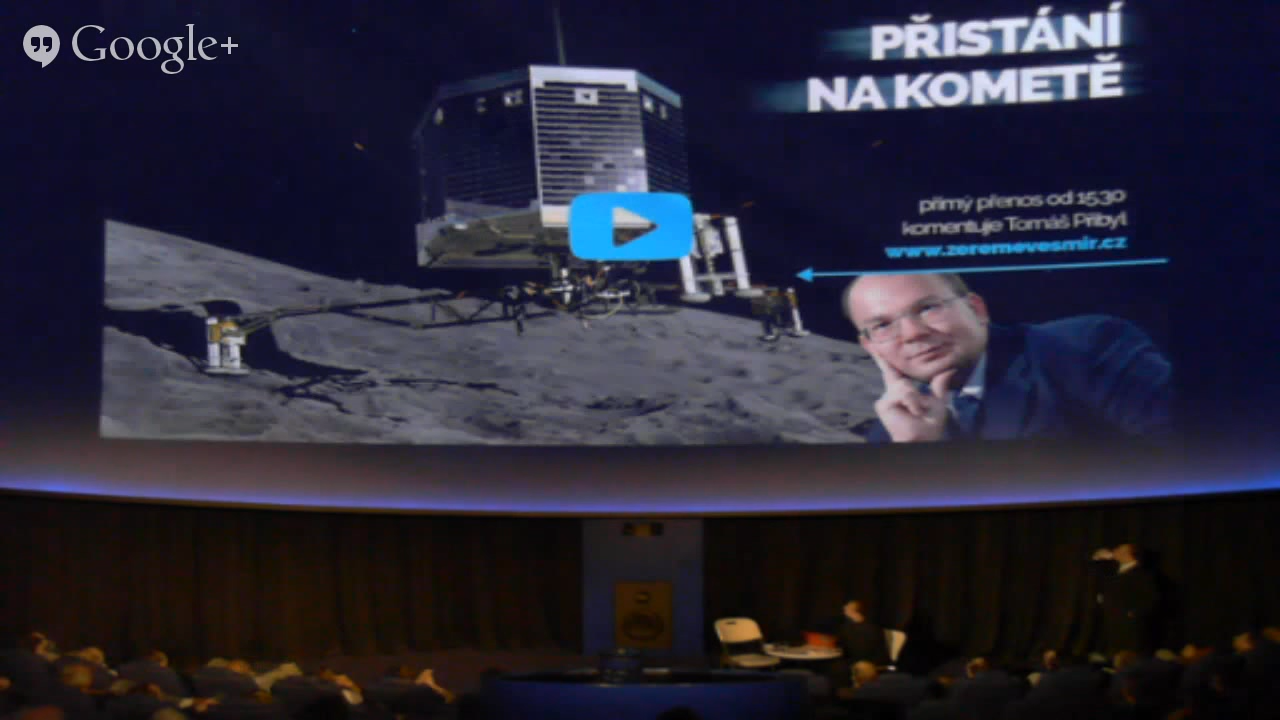 Google+
PŘISTÁNÍ
NA KOMETĚ
přímý přenos od 15:30
komentuje Tomáš Přibyl
www.zeremevesmir.cz